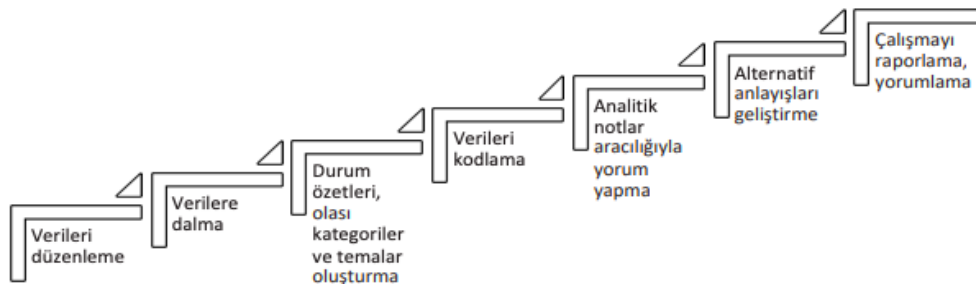 Verileri
düzenleme
Verilere
dalma
Durum
özetleri,
olası
kategoriler
ve temalar
oluşturma
Verileri
kodlama
Analitik
notlar
aracılığıyla
yorum
yapma
Alternatif
anlayışları
geliştirme
Çalışmayı
raporlama,
yorumlama